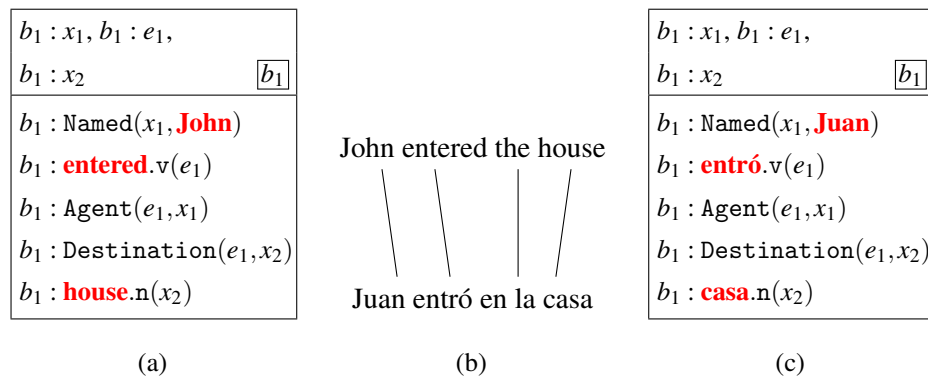 b₁ : x₁, b₁ : e₁,
b₁ : x₂ b₁
b₁ : Named(x₁, John)
b₁ : entered.v(e₁)
b₁ : Agent(e₁, x₁)
b₁ : Destination(e₁, x₂)
b₁ : house.n(x₂)
(a)
John entered the house
Juan entró en la casa
(b)
b₁ : x₁, b₁ : e₁,
b₁ : x₂ b₁
b₁ : Named(x₁, Juan)
b₁ : entró.v(e₁)
b₁ : Agent(e₁, x₁)
b₁ : Destination(e₁, x₂)
b₁ : casa.n(x₂)
(c)